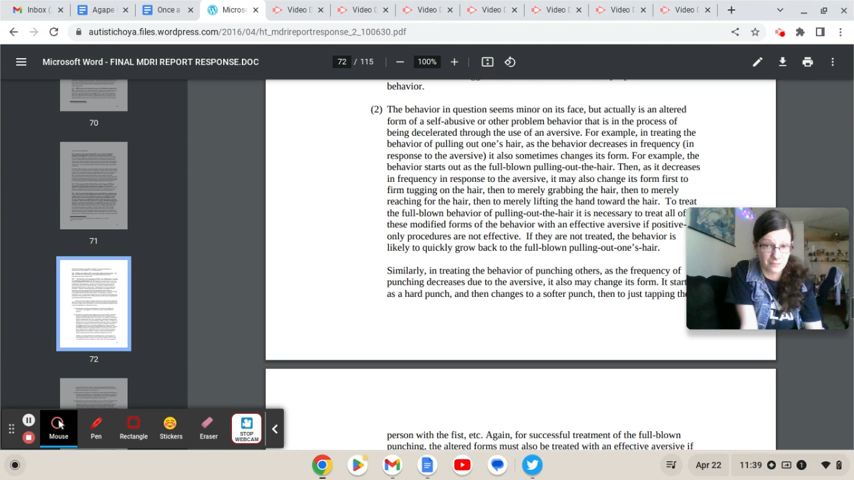 Inbox (
Agape
Once a
Micros
Video D
Video C
Video C
Video C
Video D
Video D
Video C
autistichoya.files.wordpress.com/2016/04/ht_mdrireportresponse_2_100630.pdf
Microsoft Word - FINAL MDRI REPORT RESPONSE.DOC
72 / 115
100%
70
71
72
behavior.
(2) The behavior in question seems minor on its face, but actually is an altered
form of a self-abusive or other problem behavior that is in the process of
being decelerated through the use of an aversive. For example, in treating the
behavior of pulling out one's hair, as the behavior decreases in frequency (in
response to the aversive) it also sometimes changes its form. For example, the
behavior starts out as the full-blown pulling-out-the-hair. Then, as it decreases
in frequency in response to the aversive, it may also change its form first to
firm tugging on the hair, then to merely grabbing the hair, then to merely
reaching for the hair, then to merely lifting the hand toward the hair. To treat
the full-blown behavior of pulling-out-the-hair it is necessary to treat all of
these modified forms of the behavior with an effective aversive if positive-
only procedures are not effective. If they are not treated, the behavior is
likely to quickly grow back to the full-blown pulling-out-one's-hair.
Similarly, in treating the behavior of punching others, as the frequency of
punching decreases due to the aversive, it also may change its form. It start
as a hard punch, and then changes to a softer punch, then to just tapping the
person with the fist, etc. Again, for successful treatment of the full-blown
punching, the altered forms must also be treated with an effective aversive if
Mouse
Pen
Rectangle
Stickers
Eraser
STOP
WEBCAM
Apr 22
11:39